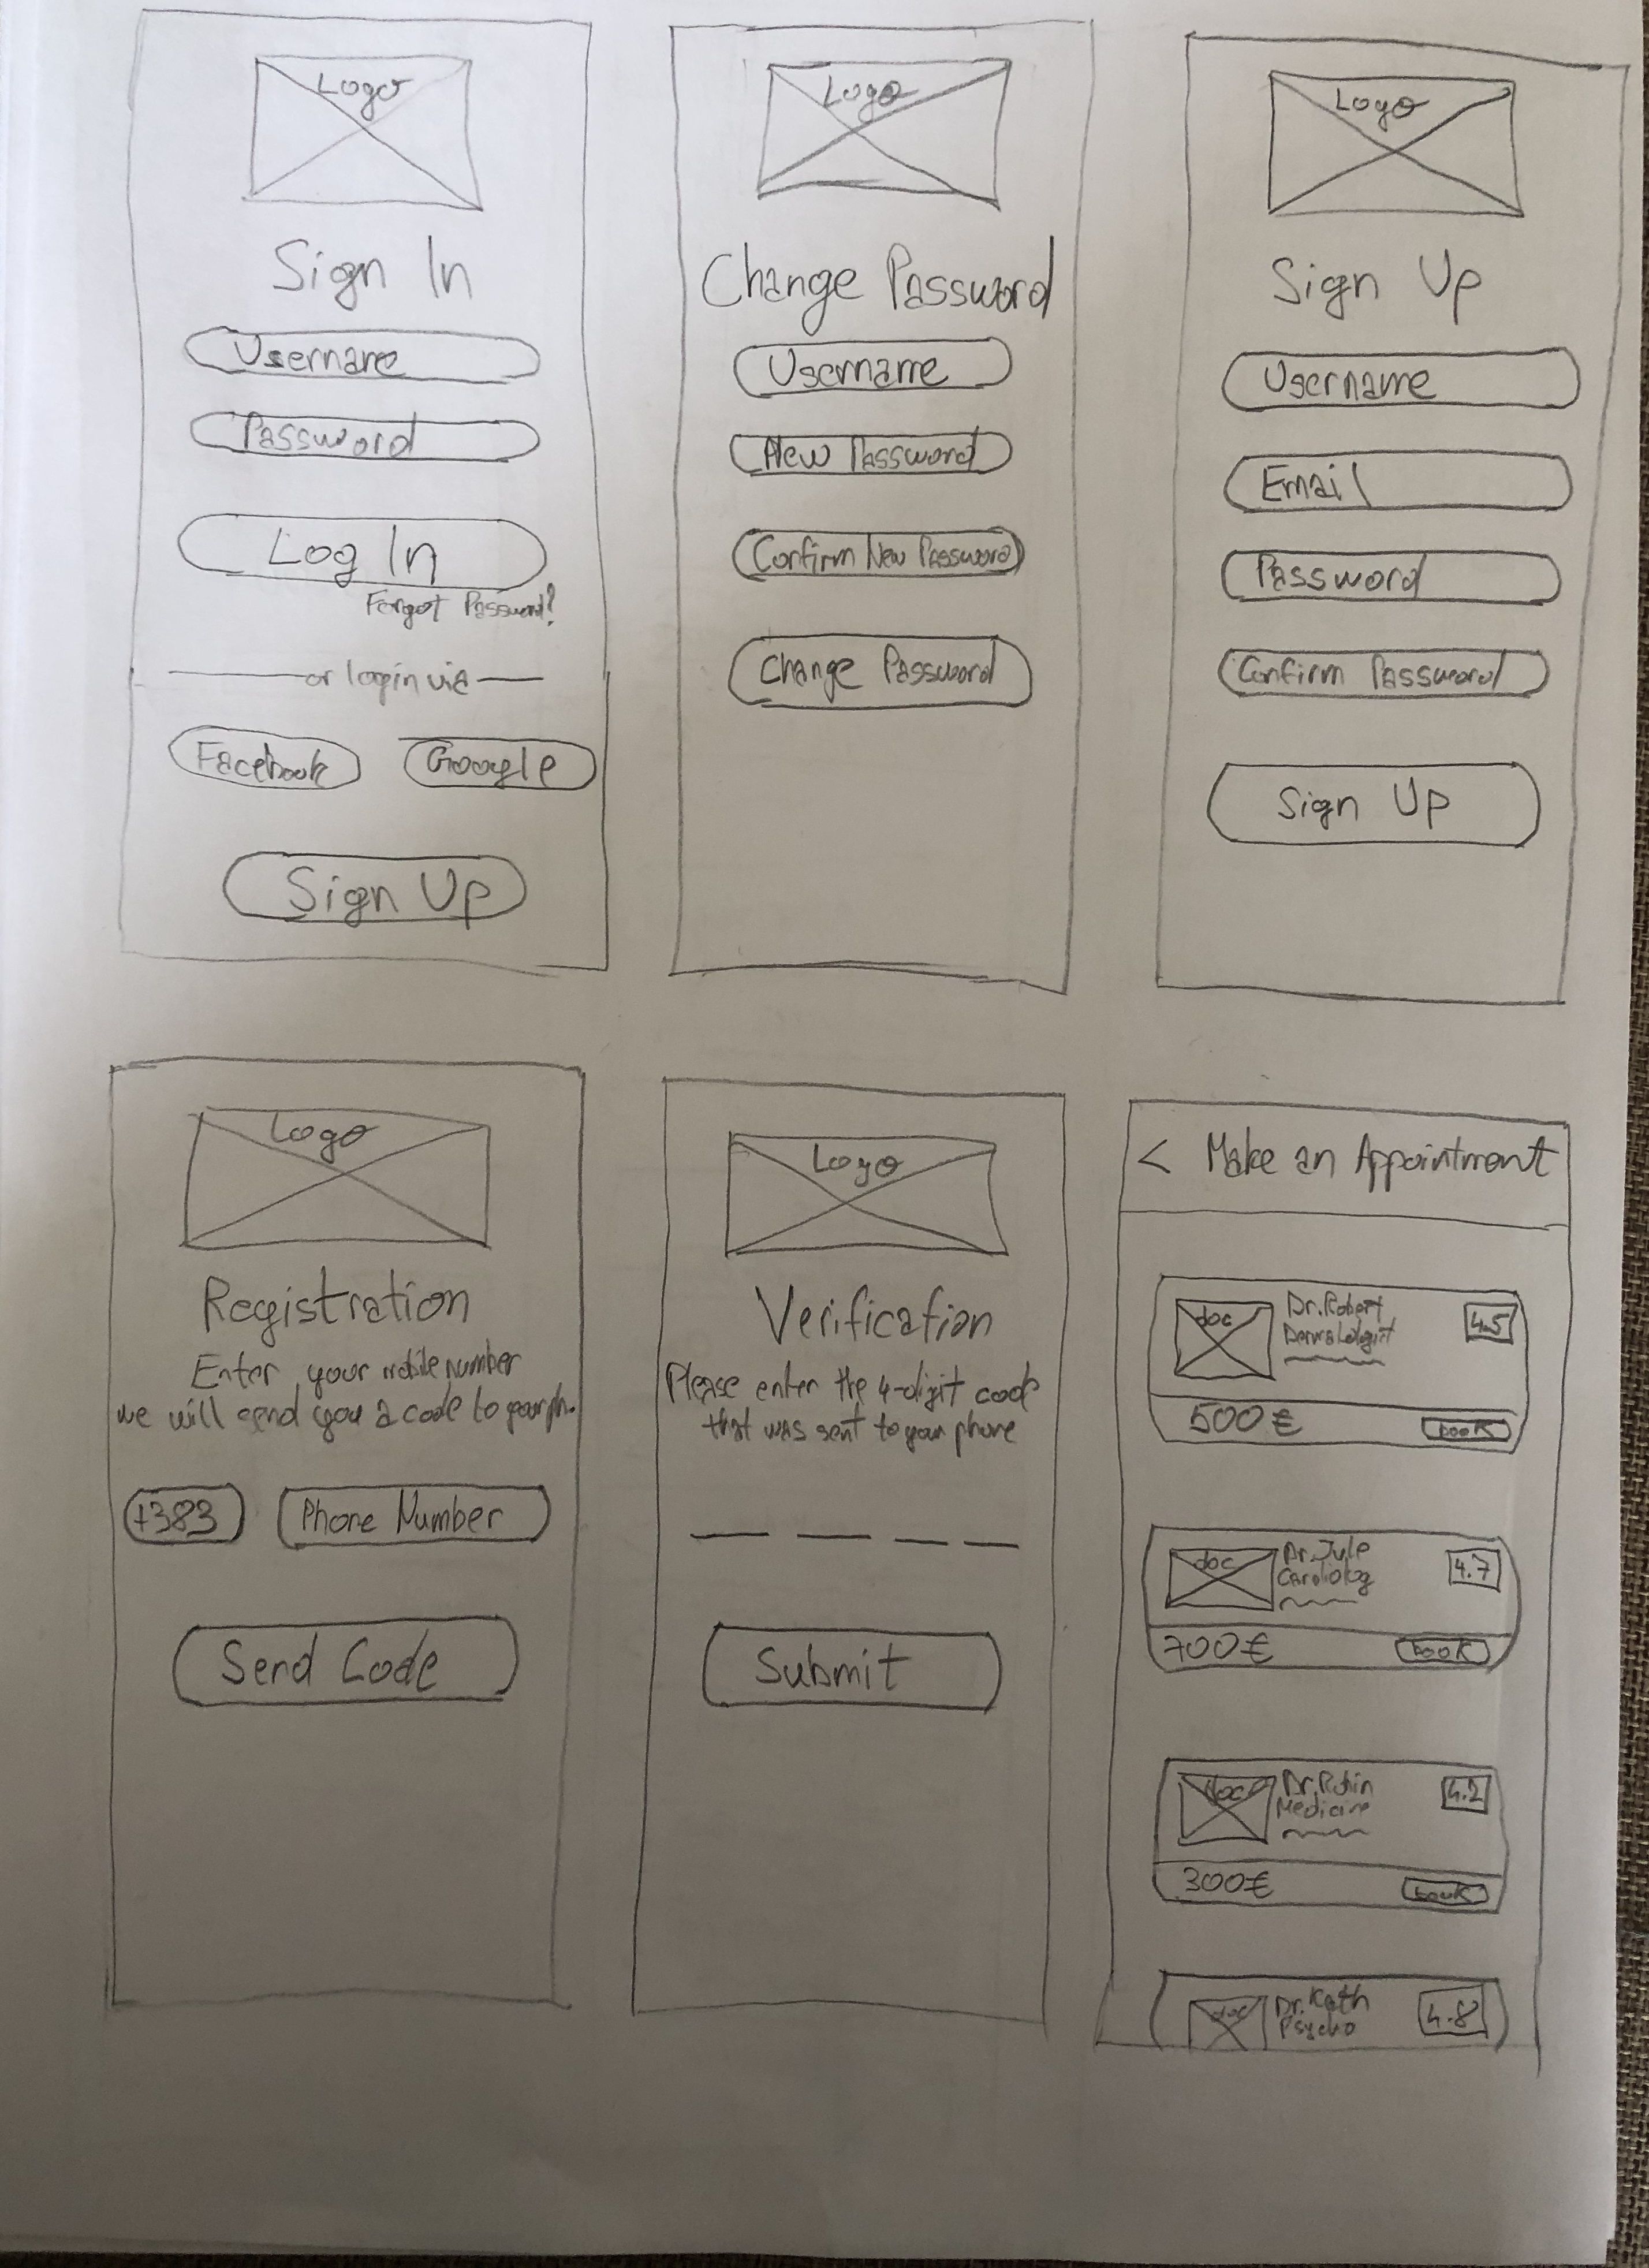 Logo
Sign In
Username
Password
Log In
Forgot Password?
or login via
Facebook
Google
Sign Up
Logo
Change Password
Username
New Password
Confirm New Password
Change Password
Logo
Sign Up
Username
Email
Password
Confirm Password
Sign Up
Logo
Registration
Enter your mobile number
we will send you a code to your ph.
+383
Phone Number
Send Code
Logo
Verification
Please enter the 4-digit code
that was sent to your phone
Submit
< Make an Appointment
doc
Dr. Robert
4.5
500€
book
doc
Dr. Jule
Cardiolog
4.7
700€
book
doc
Dr. Rubin
Medicine
4.2
300€
book
doc
Dr. Kath
Psycho
4.8